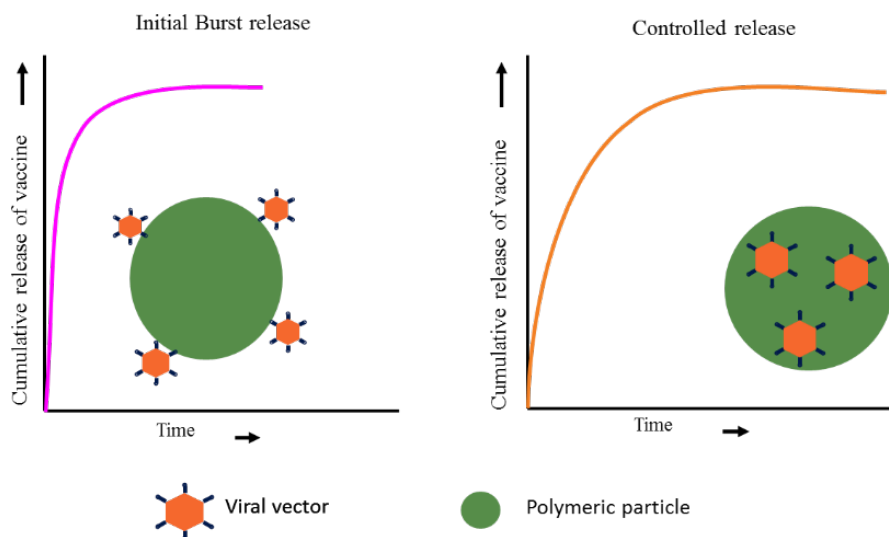 Initial Burst release
Controlled release
Cumulative release of vaccine
Time
Cumulative release of vaccine
Time
Viral vector
Polymeric particle